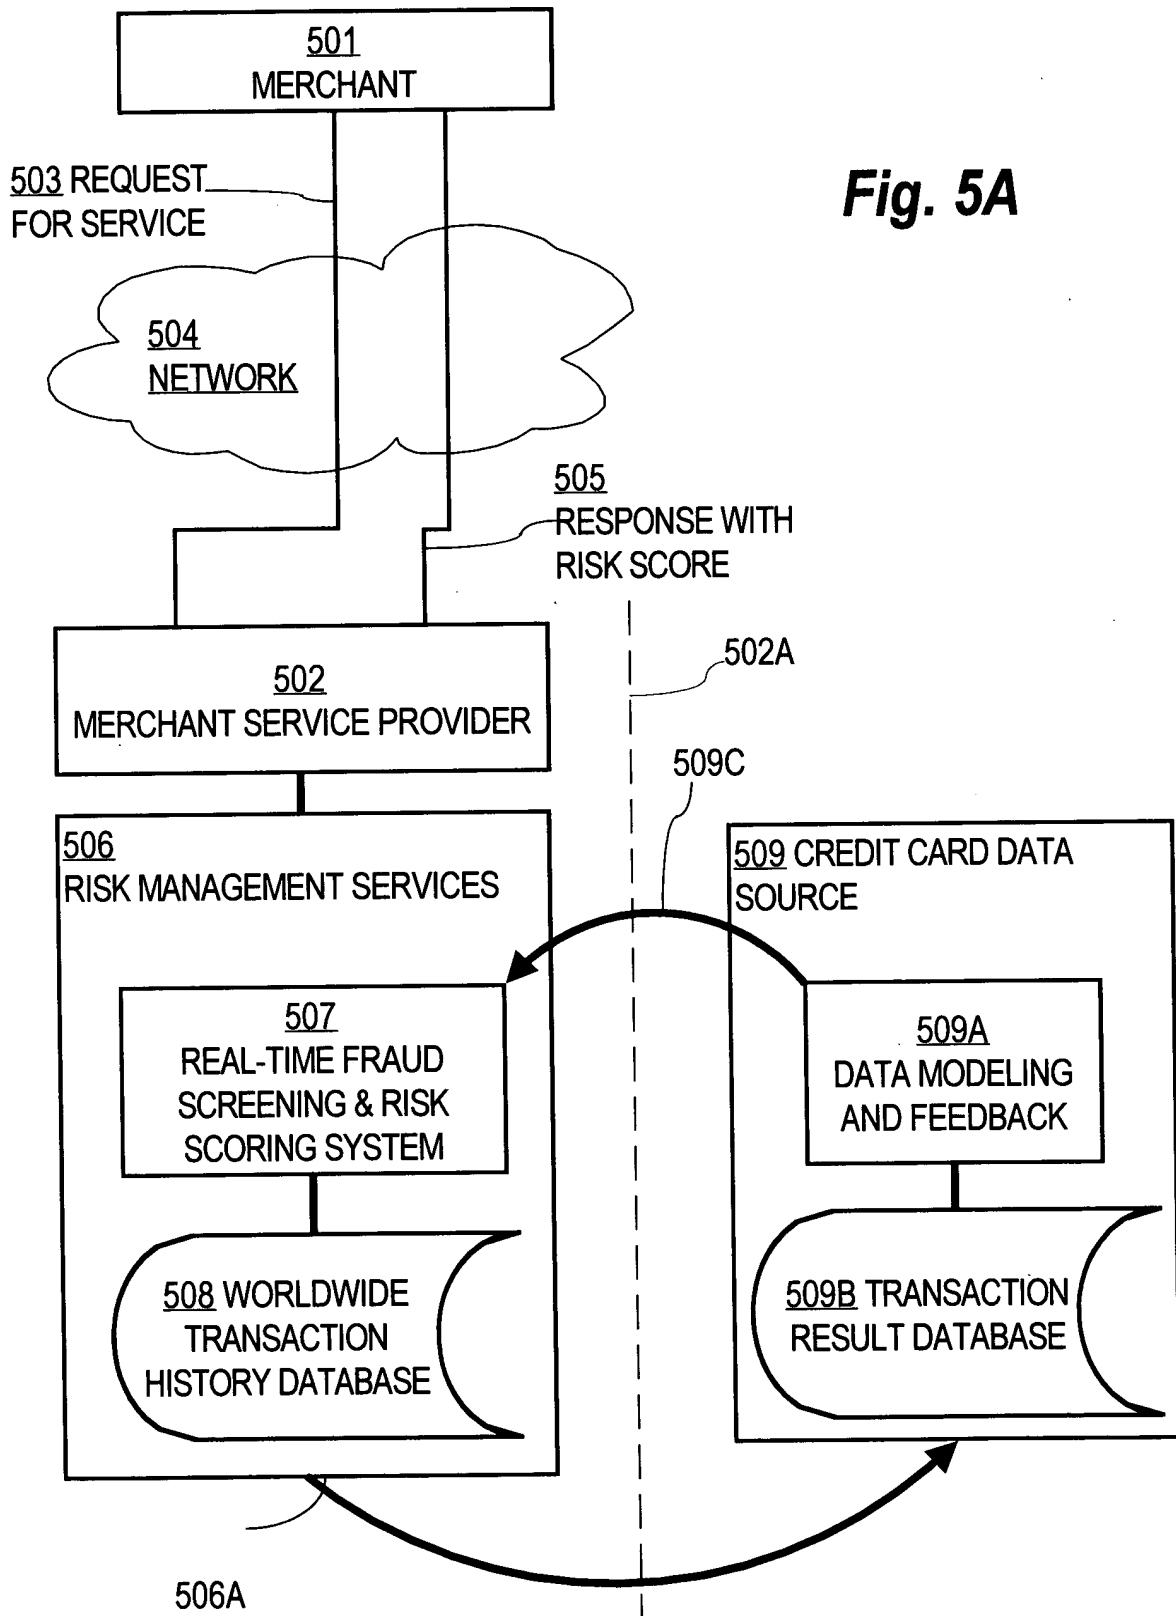 501
MERCHANT
503 REQUEST
FOR SERVICE
Fig. 5A
504
NETWORK
505
RESPONSE WITH
RISK SCORE
502A
502
MERCHANT SERVICE PROVIDER
509C
506
RISK MANAGEMENT SERVICES
509 CREDIT CARD DATA
SOURCE
507
REAL-TIME FRAUD
SCREENING & RISK
SCORING SYSTEM
509A
DATA MODELING
AND FEEDBACK
508 WORLDWIDE
TRANSACTION
HISTORY DATABASE
509B TRANSACTION
RESULT DATABASE
506A